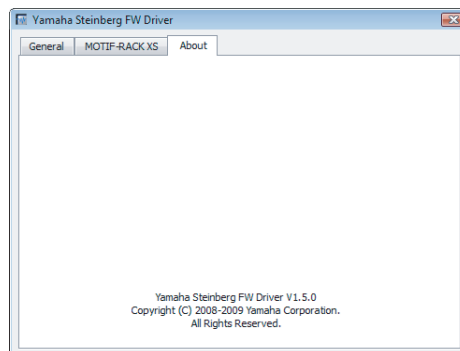 Yamaha Steinberg FW Driver
General MOTIF-RACK XS About
Yamaha Steinberg FW Driver V1.5.0
Copyright (C) 2008-2009 Yamaha Corporation.
All Rights Reserved.